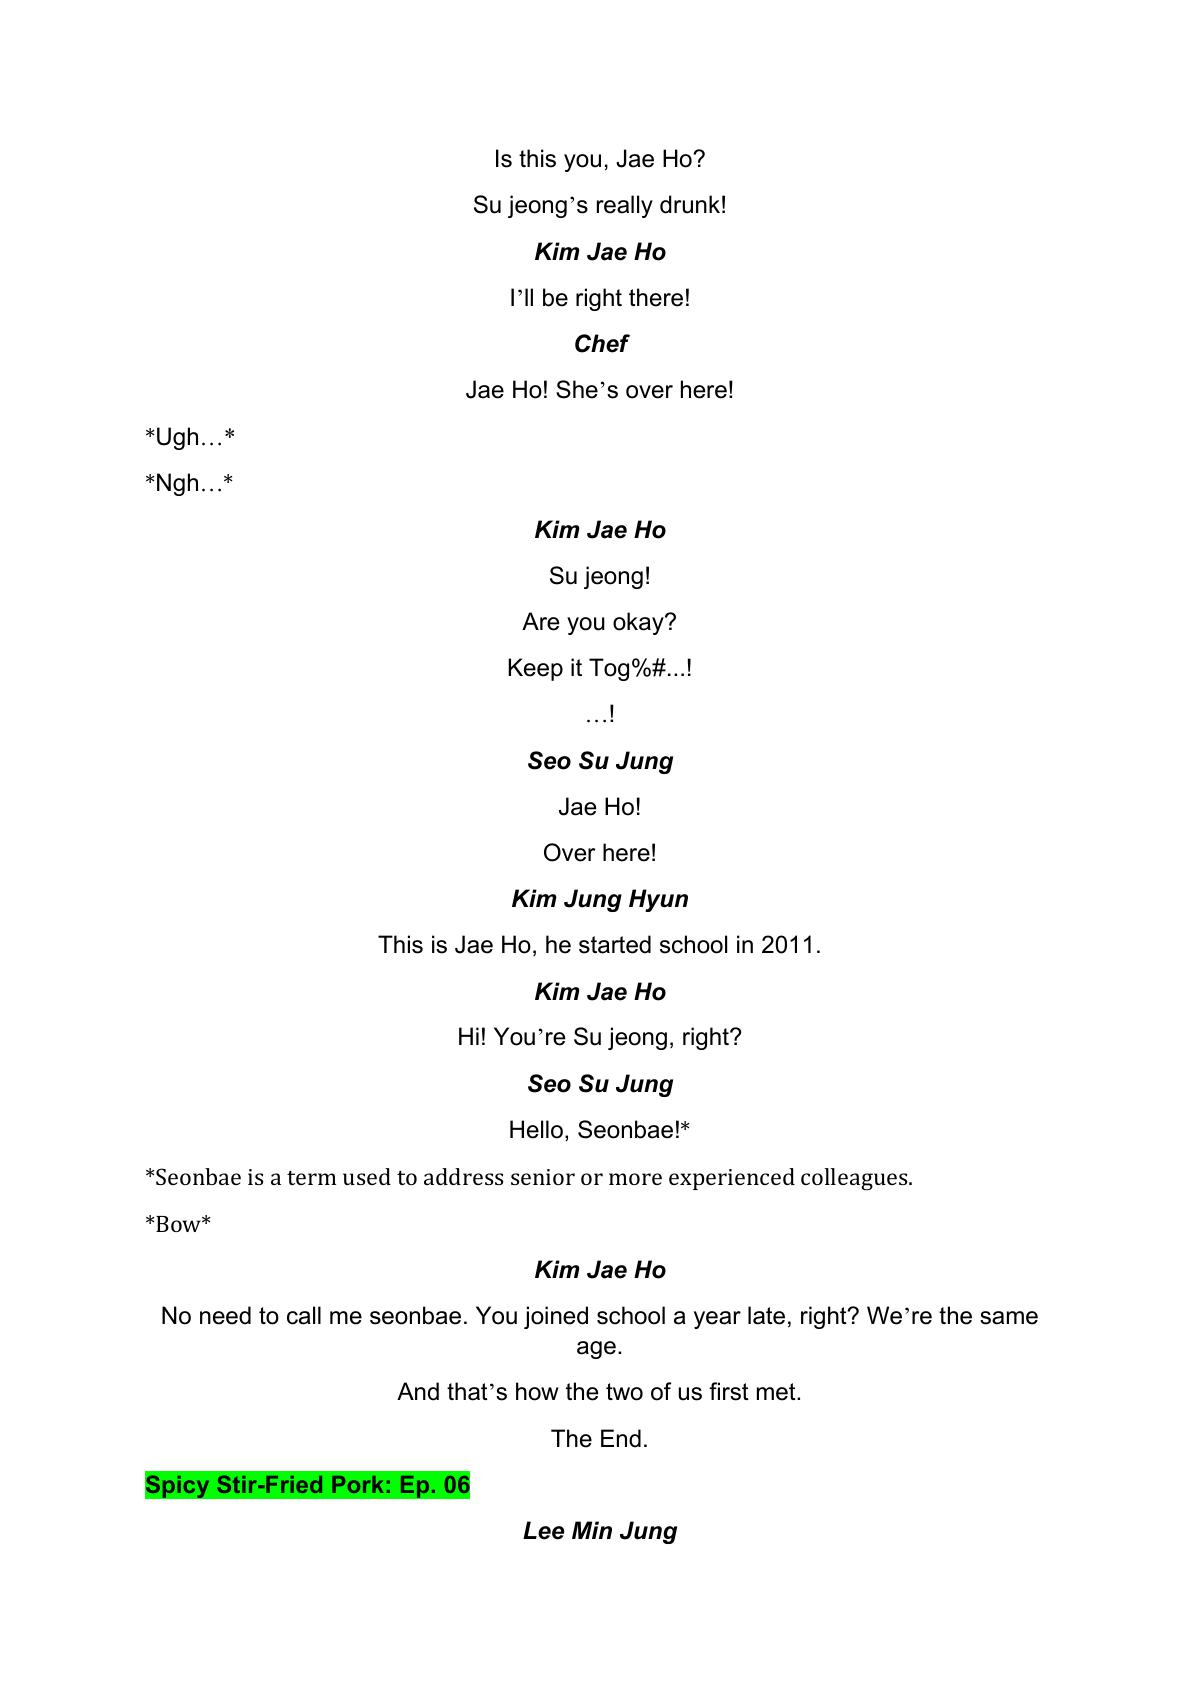 Is this you, Jae Ho?
Su jeong’s really drunk!
Kim Jae Ho
I’ll be right there!
Chef
Jae Ho! She’s over here!
*Ugh…*
*Ngh…*
Kim Jae Ho
Su jeong!
Are you okay?
Keep it Tog%#...!
…!
Seo Su Jung
Jae Ho!
Over here!
Kim Jung Hyun
This is Jae Ho, he started school in 2011.
Kim Jae Ho
Hi! You’re Su jeong, right?
Seo Su Jung
Hello, Seonbae!*
*Seonbae is a term used to address senior or more experienced colleagues.
*Bow*
Kim Jae Ho
No need to call me seonbae. You joined school a year late, right? We’re the same
age.
And that’s how the two of us first met.
The End.
Spicy Stir-Fried Pork: Ep. 06
Lee Min Jung